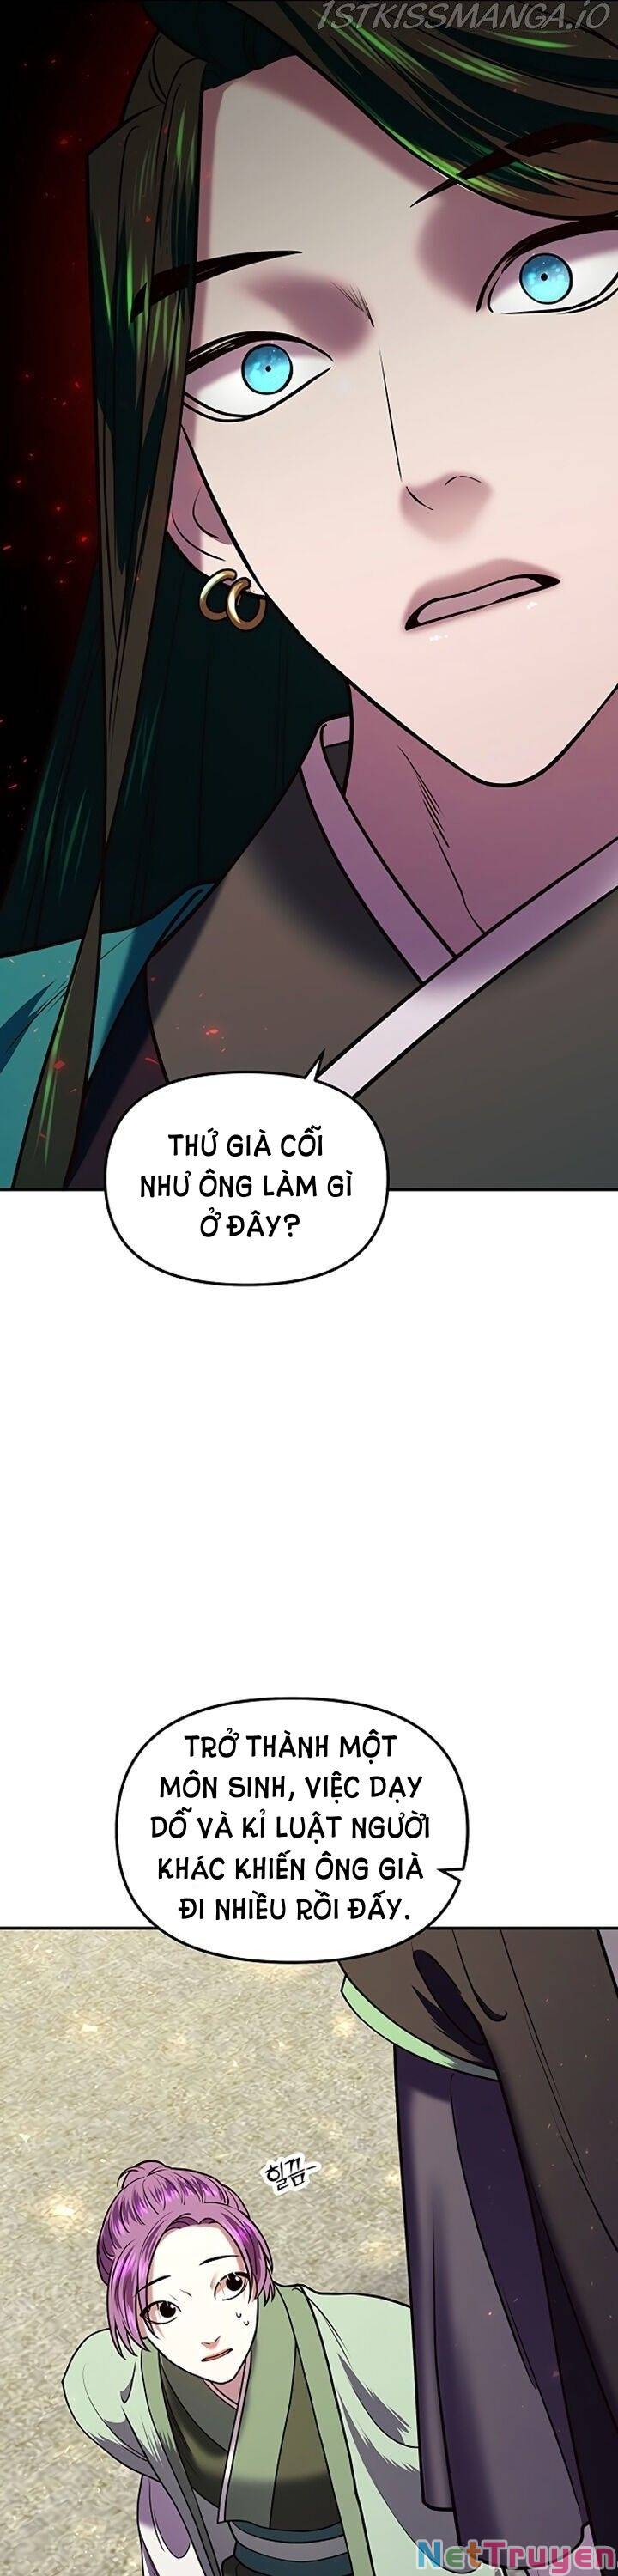 1STKISSMANGA.IO
THỨ GIÀ CỖI
NHƯ ÔNG LÀM GÌ
Ở ĐÂY?
TRỞ THÀNH MỘT
MÔN SINH, VIỆC DẠY
DỖ VÀ KỈ LUẬT NGƯỜI
KHÁC KHIẾN ÔNG GIÀ
ĐI NHIỀU RỒI ĐẤY.
힐끔~
NetTruyen